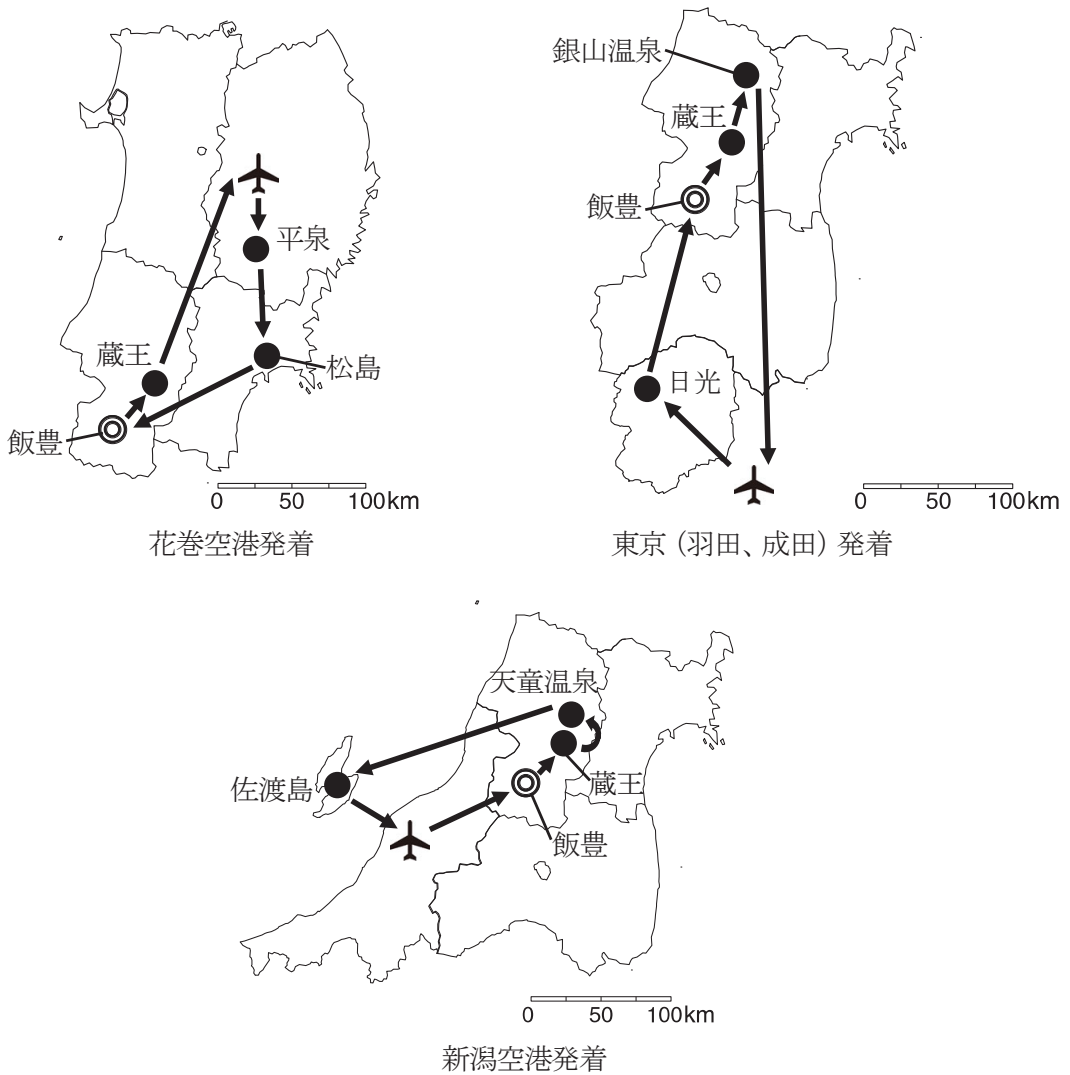 平泉
蔵王
松島
飯豊
0 50 100km
花巻空港発着
銀山温泉
蔵王
飯豊
日光
0 50 100km
東京（羽田、成田）発着
天童温泉
佐渡島
蔵王
飯豊
0 50 100km
新潟空港発着